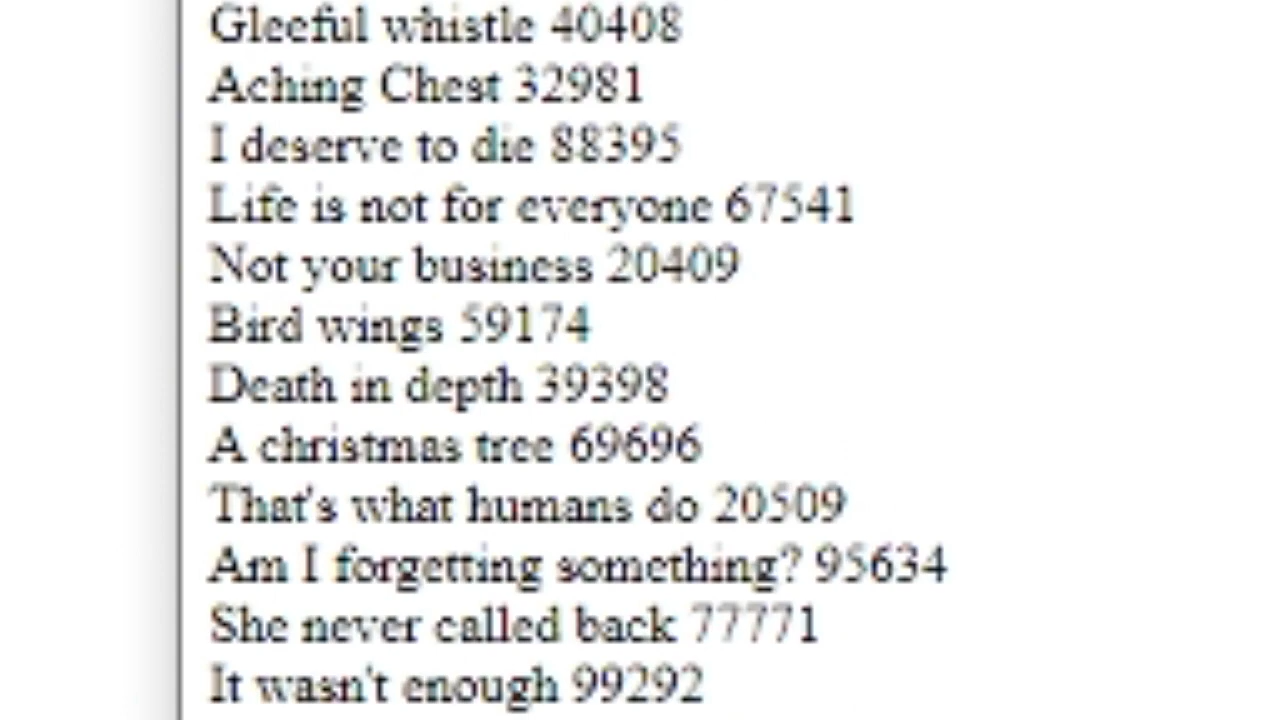 Gleeful whistle 40408
Aching Chest 32981
I deserve to die 88395
Life is not for everyone 67541
Not your business 20409
Bird wings 59174
Death in depth 39398
A christmas tree 69696
That's what humans do 20509
Am I forgetting something? 95634
She never called back 77771
It wasn't enough 99292